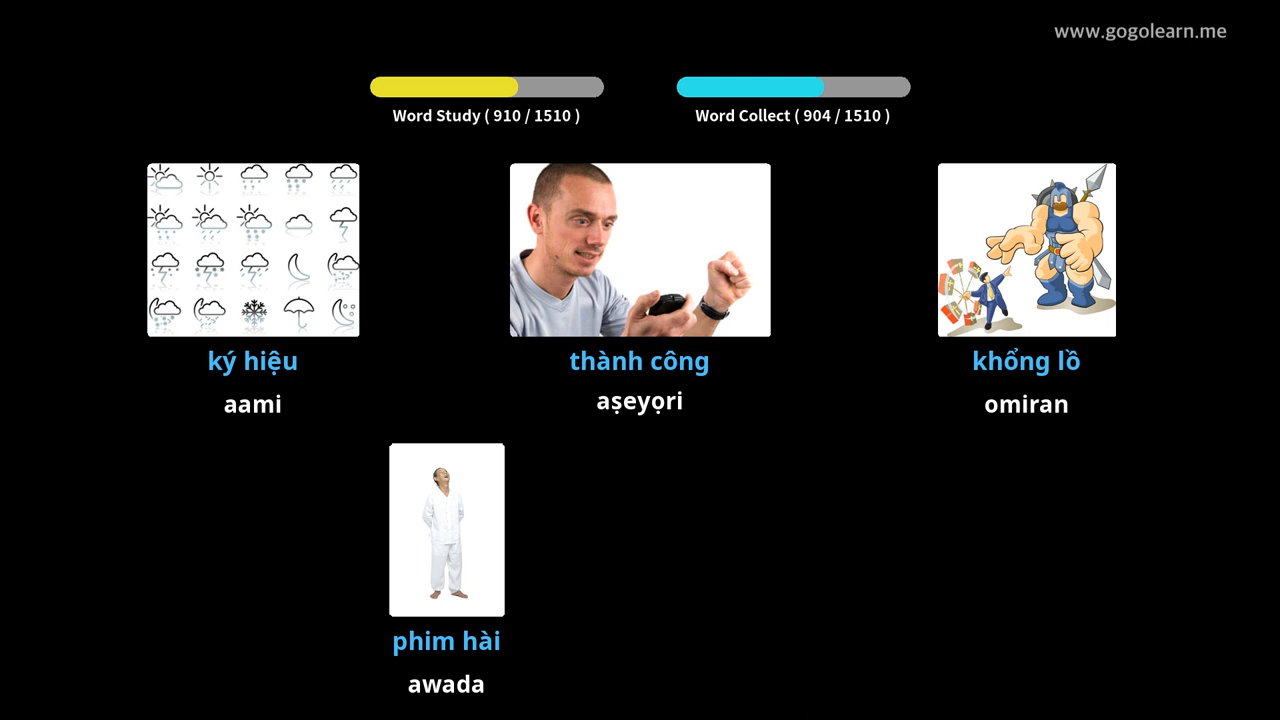 www.gogolearn.me
Word Study ( 910 / 1510 )
Word Collect ( 904 / 1510 )
ký hiệu
thành công
khổng lồ
aami
aṣeyọri
omiran
phim hài
awada